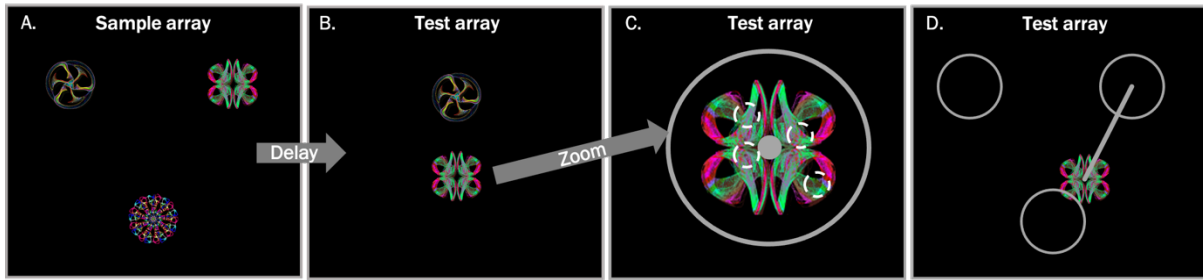 A.
Sample array
Delay
B.
Test array
Zoom
C.
Test array
D.
Test array